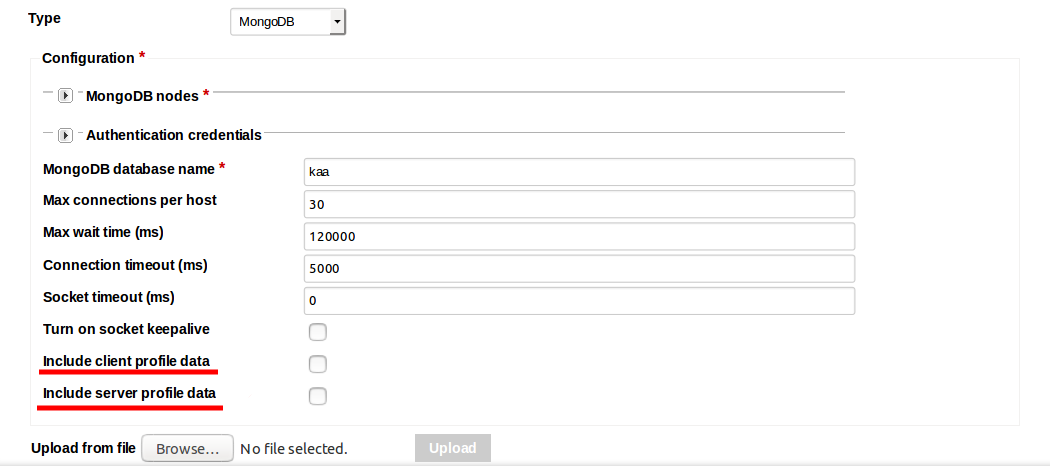 Type MongoDB
Configuration *
MongoDB nodes *
Authentication credentials
MongoDB database name * kaa
Max connections per host 30
Max wait time (ms) 120000
Connection timeout (ms) 5000
Socket timeout (ms) 0
Turn on socket keepalive
Include client profile data
Include server profile data
Upload from file Browse... No file selected. Upload